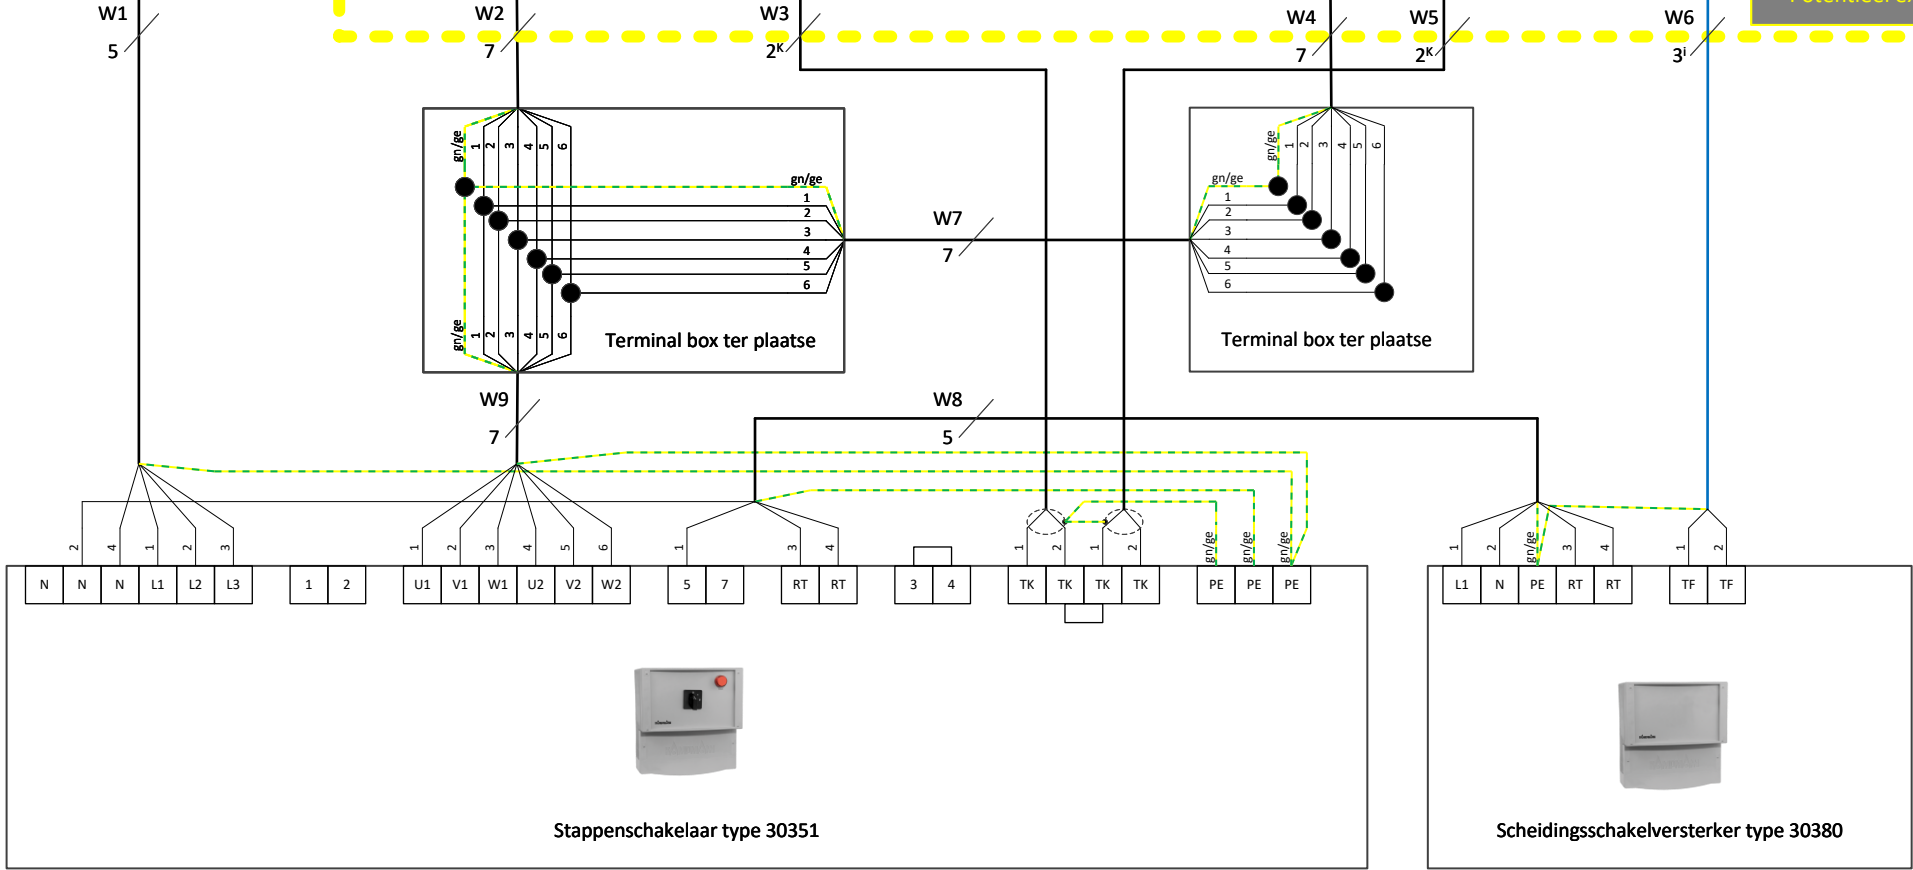 W1 W2 W3 W4 W5 W6
5 7 2ᴷ 7 2ᴷ 3ⁱ
gn/ge 1 2 3 4 5 6
gn/ge
1
2
3
4
5
6
gn/ge 1 2 3 4 5 6
Terminal box ter plaatse
W7
7
gn/ge 1 2 3 4 5 6
gn/ge
1
2
3
4
5
6
Terminal box ter plaatse
W9
7
W8
5
2 4 1 2 3 1 2 3 4 5 6 1 3 4 1 2 1 2 gn/ge gn/ge gn/ge
N N N L1 L2 L3 1 2 U1 V1 W1 U2 V2 W2 5 7 RT RT 3 4 TK TK TK TK PE PE PE
Stappenschakelaar type 30351
1 2 gn/ge 3 4 1 2
L1 N PE RT RT TF TF
Scheidingsschakelversterker type 30380